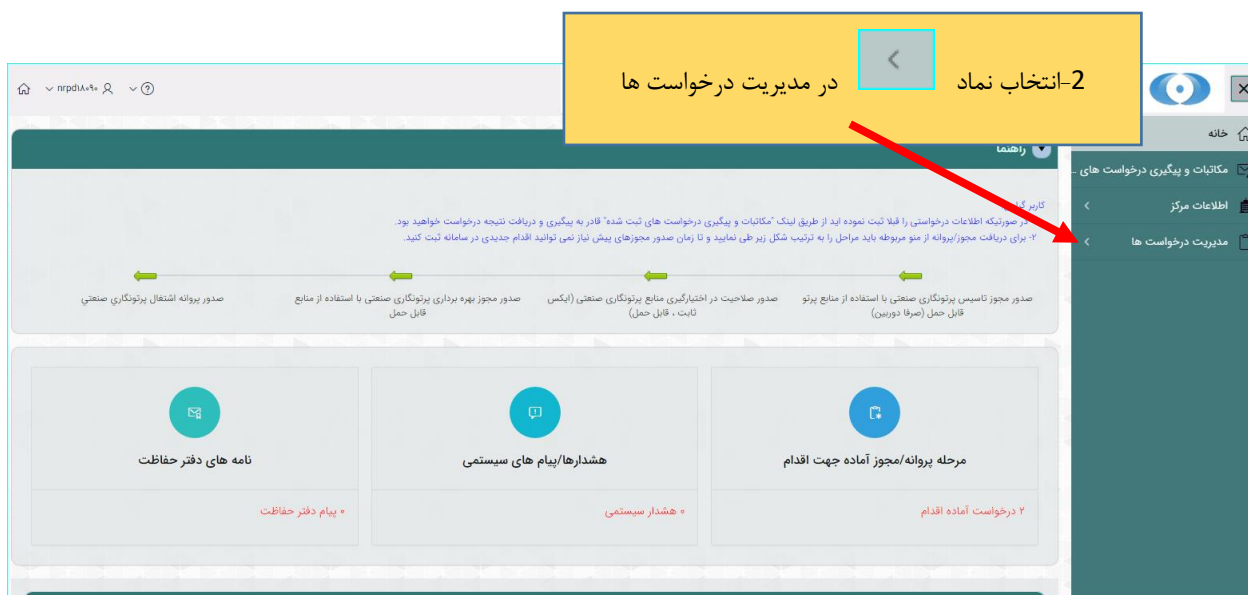 2-انتخاب نماد < در مدیریت درخواست ها
nrpd۱۸۰۹۰
خانه
مکاتبات و پیگیری درخواست های ...
اطلاعات مرکز
مدیریت درخواست ها
راهنما
کاربر
در صورتیکه اطلاعات درخواستی را قبلا ثبت نموده اید از طریق لینک "مکاتبات و پیگیری درخواست های ثبت شده" قادر به پیگیری و دریافت نتیجه درخواست خواهید بود.
۲- برای دریافت مجوز/پروانه از منو مربوطه باید مراحل را به ترتیب شکل زیر طی نمایید و تا زمان صدور مجوزهای پیش نیاز نمی توانید اقدام جدیدی در سامانه ثبت کنید.
صدور مجوز تاسیس پرتونگاری صنعتی با استفاده از منابع پرتو
قابل حمل (صرفا دوربین)
صدور صلاحیت در اختیارگیری منابع پرتونگاری صنعتی (ایکس
ثابت ، قابل حمل)
صدور مجوز بهره برداری پرتونگاری صنعتی با استفاده از منابع
قابل حمل
صدور پروانه اشتغال پرتونگاری صنعتی
مرحله پروانه/مجوز آماده جهت اقدام
۲ درخواست آماده اقدام
هشدارها/پیام های سیستمی
۰ هشدار سیستمی
نامه های دفتر حفاظت
۰ پیام دفتر حفاظت